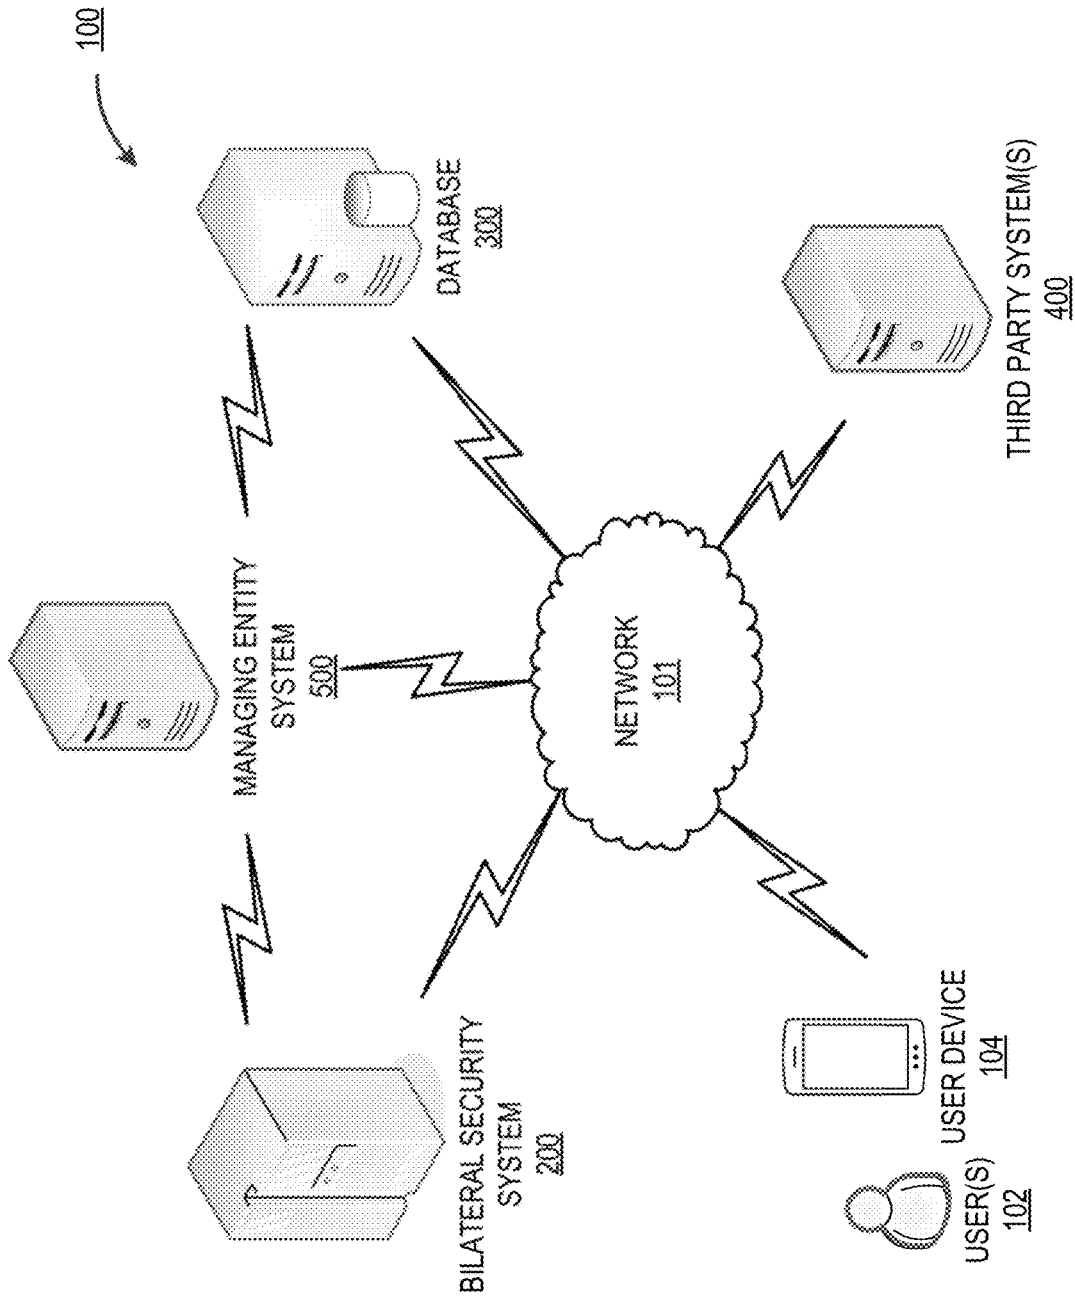 100
MANAGING ENTITY
SYSTEM
500
BILATERAL SECURITY
SYSTEM
200
DATABASE
300
NETWORK
101
USER(S)
102
USER DEVICE
104
THIRD PARTY SYSTEM(S)
400